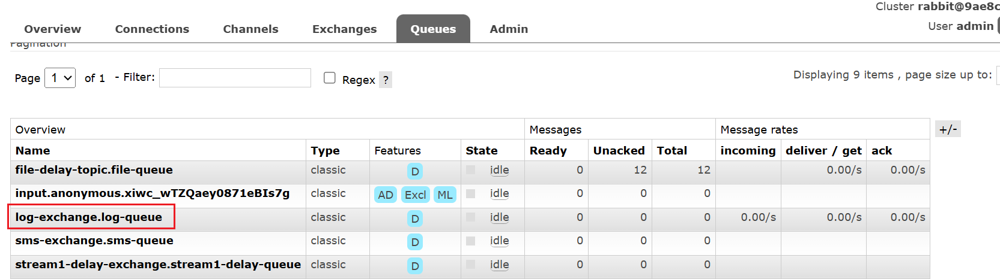 Cluster rabbit@9ae8c
Overview Connections Channels Exchanges Queues Admin
User admin
Pagination
Page 1 of 1 - Filter: Regex ?
Displaying 9 items , page size up to:
Overview Messages Message rates +/-
Name Type Features State Ready Unacked Total incoming deliver / get ack
file-delay-topic.file-queue classic D idle 0 12 12 0.00/s 0.00/s
input.anonymous.xiwc_wTZQaey0871eBIs7g classic AD Excl ML idle 0 0 0
log-exchange.log-queue classic D idle 0 0 0 0.00/s 0.00/s 0.00/s
sms-exchange.sms-queue classic D idle 0 0 0
stream1-delay-exchange.stream1-delay-queue classic D idle 0 0 0